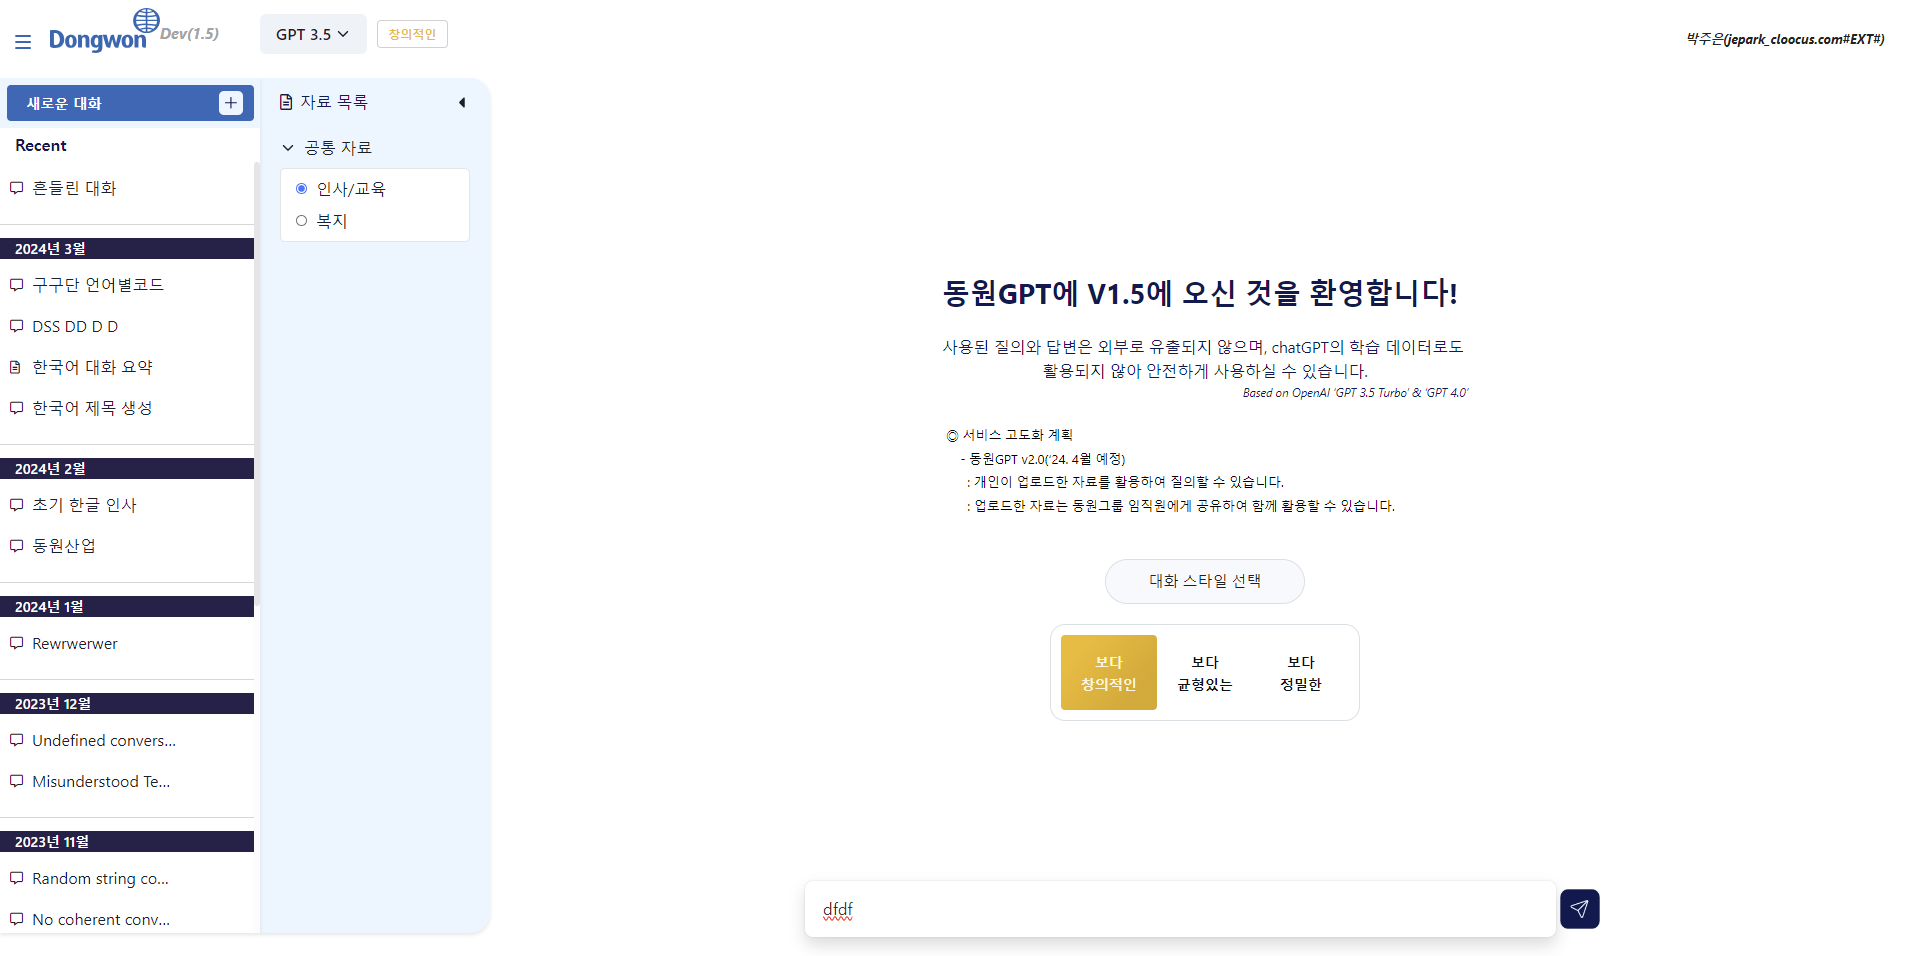 Dongwon Dev(1.5)
GPT 3.5
창의적인
박주은(jepark_cloocus.com#EXT#)
새로운 대화
Recent
흔들린 대화
2024년 3월
구구단 언어별코드
DSS DD D D
한국어 대화 요약
한국어 제목 생성
2024년 2월
초기 한글 인사
동원산업
2024년 1월
Rewrwerwer
2023년 12월
Undefined convers...
Misunderstood Te...
2023년 11월
Random string co...
No coherent conv...
자료 목록
공통 자료
인사/교육
복지
동원GPT에 V1.5에 오신 것을 환영합니다!
사용된 질의와 답변은 외부로 유출되지 않으며, chatGPT의 학습 데이터로도
활용되지 않아 안전하게 사용하실 수 있습니다.
Based on OpenAI 'GPT 3.5 Turbo' & 'GPT 4.0'
◎ 서비스 고도화 계획
- 동원GPT v2.0('24. 4월 예정)
: 개인이 업로드한 자료를 활용하여 질의할 수 있습니다.
: 업로드한 자료는 동원그룹 임직원에게 공유하여 함께 활용할 수 있습니다.
대화 스타일 선택
보다
창의적인
보다
균형있는
보다
정밀한
dfdf